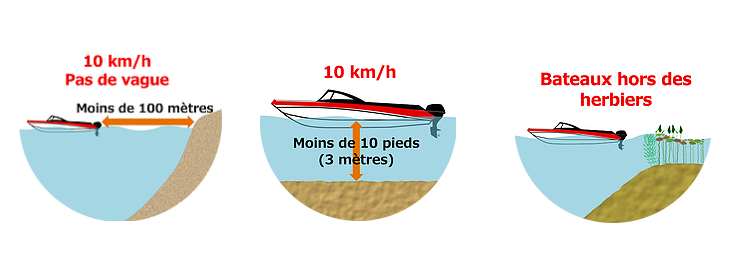 10 km/h
Pas de vague
Moins de 100 mètres
10 km/h
Moins de 10 pieds
(3 mètres)
Bateaux hors des
herbiers